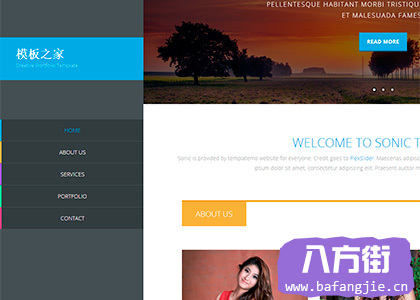 PELLENTESQUE HABITANT MORBI TRISTIQU
ET MALESUADA FAMES
READ MORE
模板之家
Creative Portfolio Template
HOME
ABOUT US
SERVICES
PORTFOLIO
CONTACT
WELCOME TO SONIC T
Sonic is provided by templatemo website for everyone. Credit goes to FlexSlider. Maecenas adipisc
ipsum dolor sit amet, consectetur adipiscing elit. Praesent auctor
ABOUT US
八方街
www.bafangjie.cn